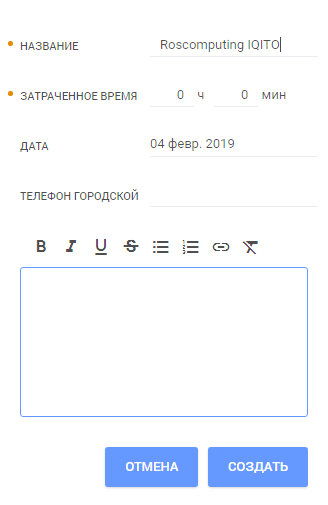 НАЗВАНИЕ Roscomputing IQITO
ЗАТРАЧЕННОЕ ВРЕМЯ 0 ч 0 мин
ДАТА 04 февр. 2019
ТЕЛЕФОН ГОРОДСКОЙ
B I U S
ОТМЕНА СОЗДАТЬ